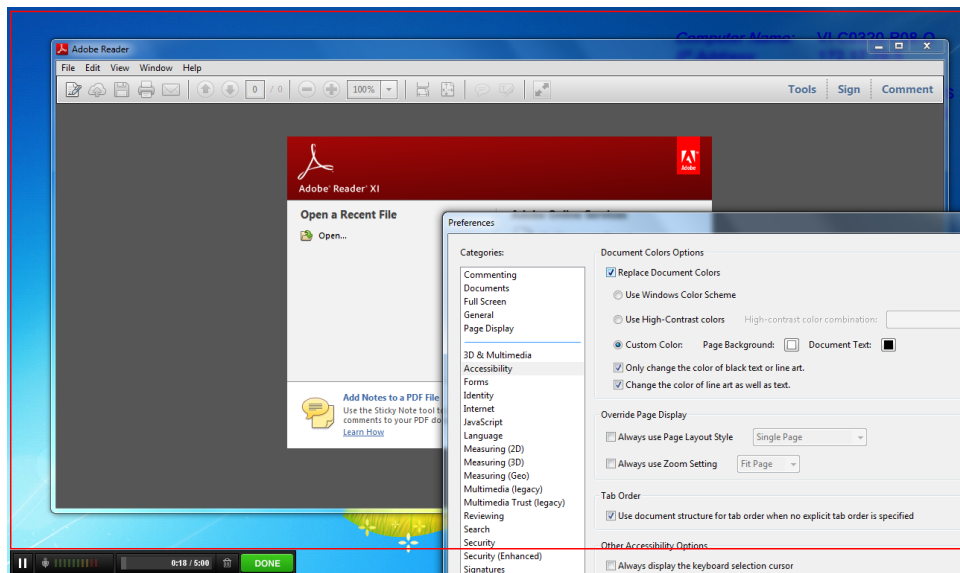 Computer Name: VLC0320-R08-Q
Adobe Reader
File Edit View Window Help
0 / 0
100%
Tools Sign Comment
Adobe Reader XI
Adobe
Open a Recent File
Open...
Add Notes to a PDF File
Use the Sticky Note tool
comments to your PDF
Learn How
Preferences
Categories:
Commenting
Documents
Full Screen
General
Page Display
3D & Multimedia
Accessibility
Forms
Identity
Internet
JavaScript
Language
Measuring (2D)
Measuring (3D)
Measuring (Geo)
Multimedia (legacy)
Multimedia Trust (legacy)
Reviewing
Search
Security
Security (Enhanced)
Signatures
Document Colors Options
Replace Document Colors
Use Windows Color Scheme
Use High-Contrast colors High-contrast color combination:
Custom Color: Page Background: Document Text:
Only change the color of black text or line art.
Change the color of line art as well as text.
Override Page Display
Always use Page Layout Style Single Page
Always use Zoom Setting Fit Page
Tab Order
Use document structure for tab order when no explicit tab order is specified
Other Accessibility Options
Always display the keyboard selection cursor
0:18 / 5:00
DONE